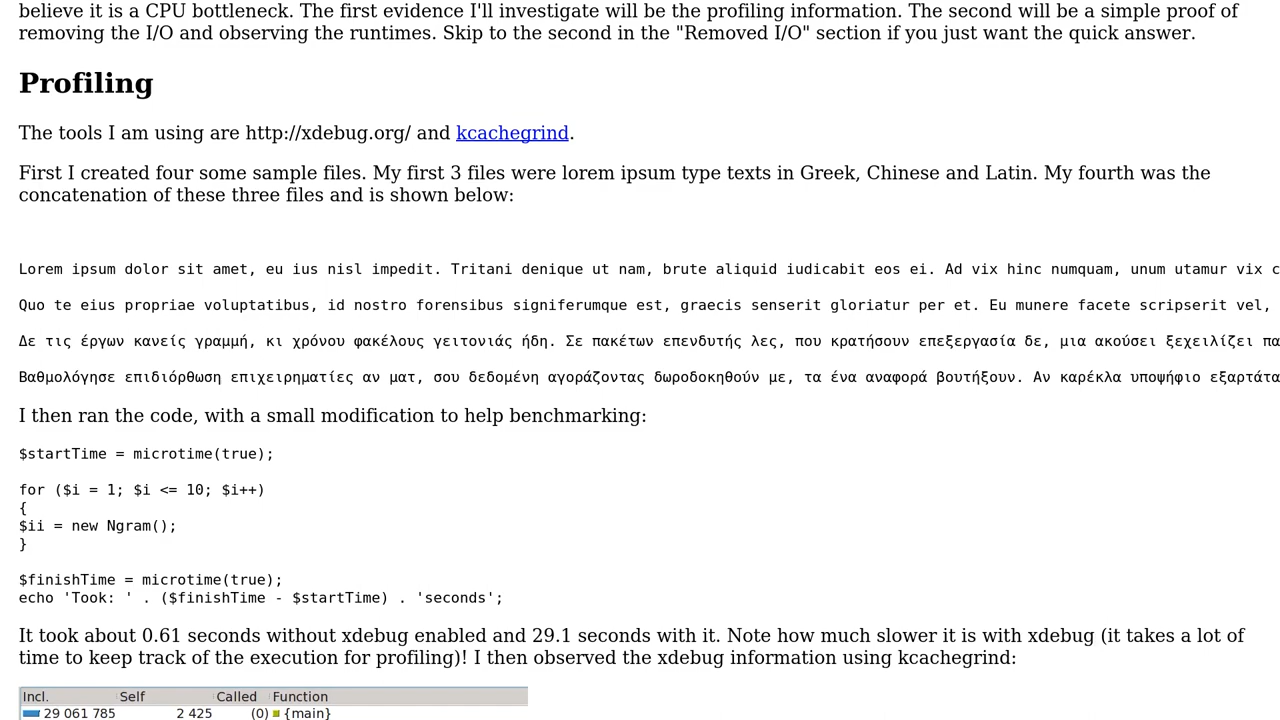 believe it is a CPU bottleneck. The first evidence I'll investigate will be the profiling information. The second will be a simple proof of
removing the I/O and observing the runtimes. Skip to the second in the "Removed I/O" section if you just want the quick answer.
Profiling
The tools I am using are http://xdebug.org/ and kcachegrind.
First I created four some sample files. My first 3 files were lorem ipsum type texts in Greek, Chinese and Latin. My fourth was the
concatenation of these three files and is shown below:
Lorem ipsum dolor sit amet, eu ius nisl impedit. Tritani denique ut nam, brute aliquid iudicabit eos ei. Ad vix hinc numquam, unum utamur vix c
Quo te eius propriae voluptatibus, id nostro forensibus signiferumque est, graecis senserit gloriatur per et. Eu munere facete scripserit vel,
Δε τις έργων κανείς γραμμή, κι χρόνου φακέλους γειτονιάς ήδη. Σε πακέτων επενδυτής λες, που κρατήσουν επεξεργασία δε, μια ακούσει ξεχειλίζει πα
Βαθμολόγησε επιδιόρθωση επιχειρηματίες αν ματ, σου δεδομένη αγοράζοντας δωροδοκηθούν με, τα ένα αναφορά βουτήξουν. Αν καρέκλα υποψήφιο εξαρτάτα
I then ran the code, with a small modification to help benchmarking:
$startTime = microtime(true);
for ($i = 1; $i <= 10; $i++)
{
$ii = new Ngram();
}
$finishTime = microtime(true);
echo 'Took: ' . ($finishTime - $startTime) . 'seconds';
It took about 0.61 seconds without xdebug enabled and 29.1 seconds with it. Note how much slower it is with xdebug (it takes a lot of
time to keep track of the execution for profiling)! I then observed the xdebug information using kcachegrind:
Incl. Self Called Function
29 061 785 2 425 (0) {main}